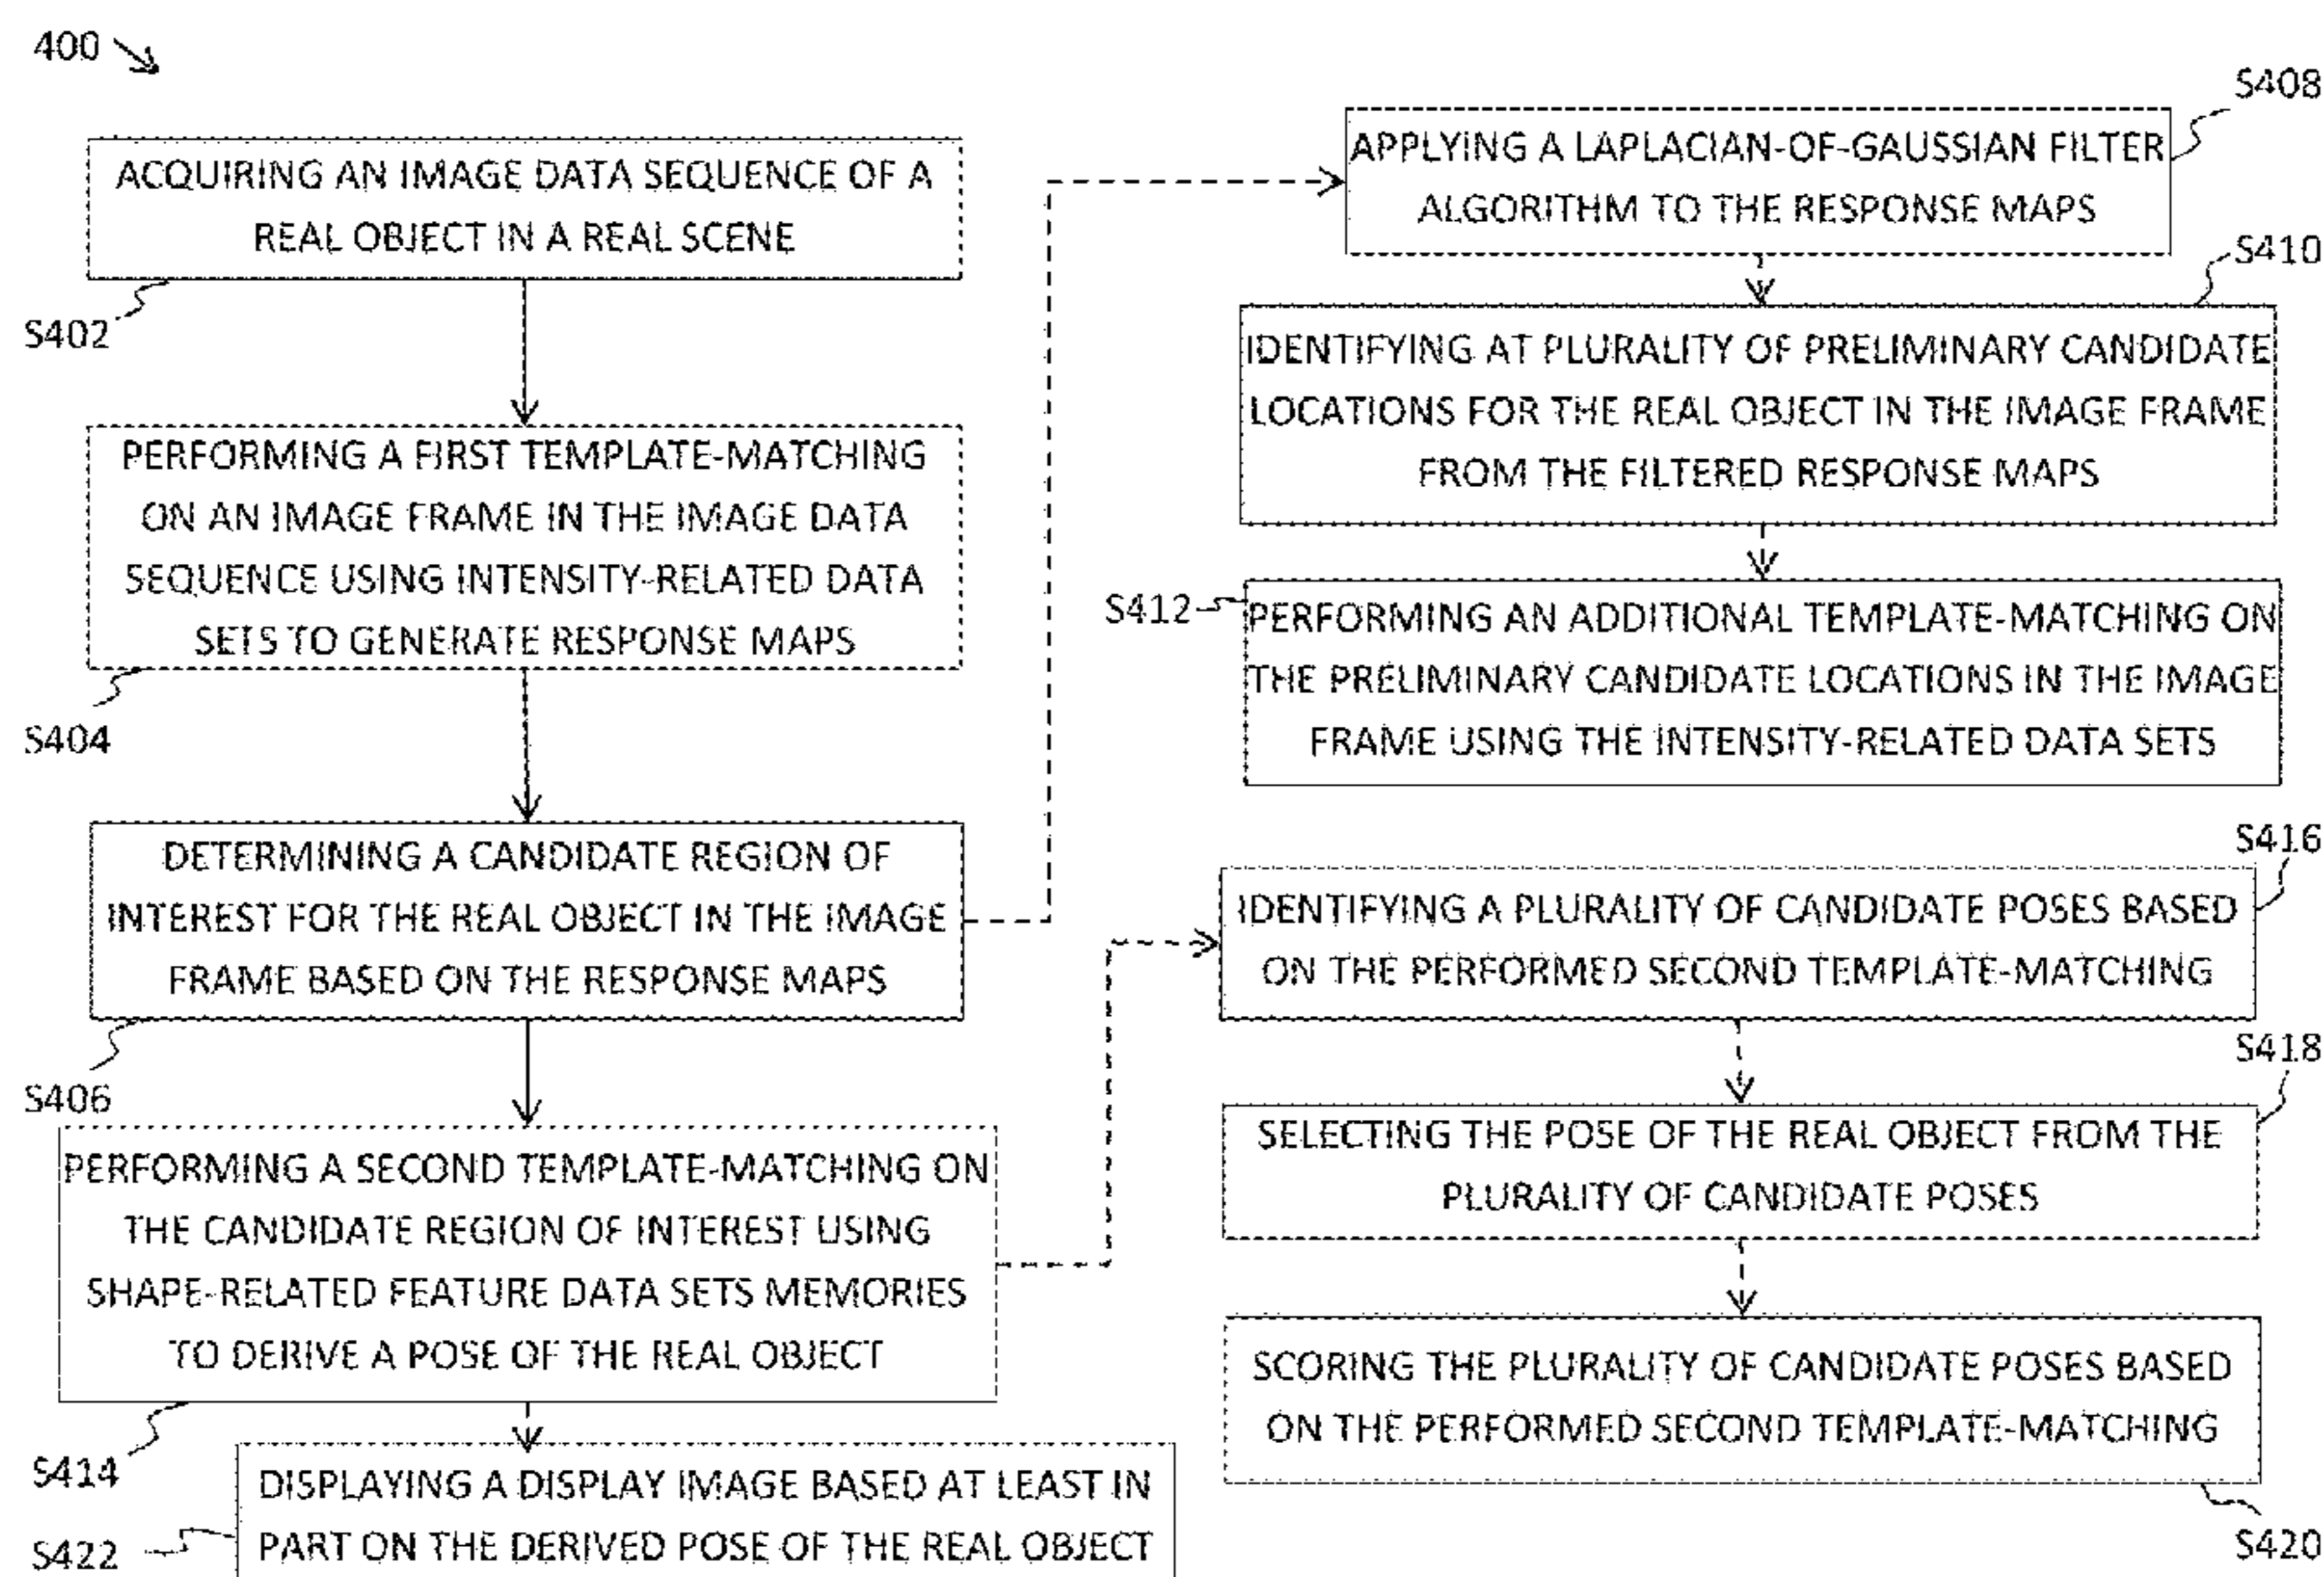 400
ACQUIRING AN IMAGE DATA SEQUENCE OF A
REAL OBJECT IN A REAL SCENE
S402
PERFORMING A FIRST TEMPLATE-MATCHING
ON AN IMAGE FRAME IN THE IMAGE DATA
SEQUENCE USING INTENSITY-RELATED DATA
SETS TO GENERATE RESPONSE MAPS
S404
DETERMINING A CANDIDATE REGION OF
INTEREST FOR THE REAL OBJECT IN THE IMAGE
FRAME BASED ON THE RESPONSE MAPS
S406
PERFORMING A SECOND TEMPLATE-MATCHING ON
THE CANDIDATE REGION OF INTEREST USING
SHAPE-RELATED FEATURE DATA SETS MEMORIES
TO DERIVE A POSE OF THE REAL OBJECT
S414
DISPLAYING A DISPLAY IMAGE BASED AT LEAST IN
PART ON THE DERIVED POSE OF THE REAL OBJECT
S422
S408
APPLYING A LAPLACIAN-OF-GAUSSIAN FILTER
ALGORITHM TO THE RESPONSE MAPS
S410
IDENTIFYING AT PLURALITY OF PRELIMINARY CANDIDATE
LOCATIONS FOR THE REAL OBJECT IN THE IMAGE FRAME
FROM THE FILTERED RESPONSE MAPS
S412
PERFORMING AN ADDITIONAL TEMPLATE-MATCHING ON
THE PRELIMINARY CANDIDATE LOCATIONS IN THE IMAGE
FRAME USING THE INTENSITY-RELATED DATA SETS
S416
IDENTIFYING A PLURALITY OF CANDIDATE POSES BASED
ON THE PERFORMED SECOND TEMPLATE-MATCHING
S418
SELECTING THE POSE OF THE REAL OBJECT FROM THE
PLURALITY OF CANDIDATE POSES
SCORING THE PLURALITY OF CANDIDATE POSES BASED
ON THE PERFORMED SECOND TEMPLATE-MATCHING
S420